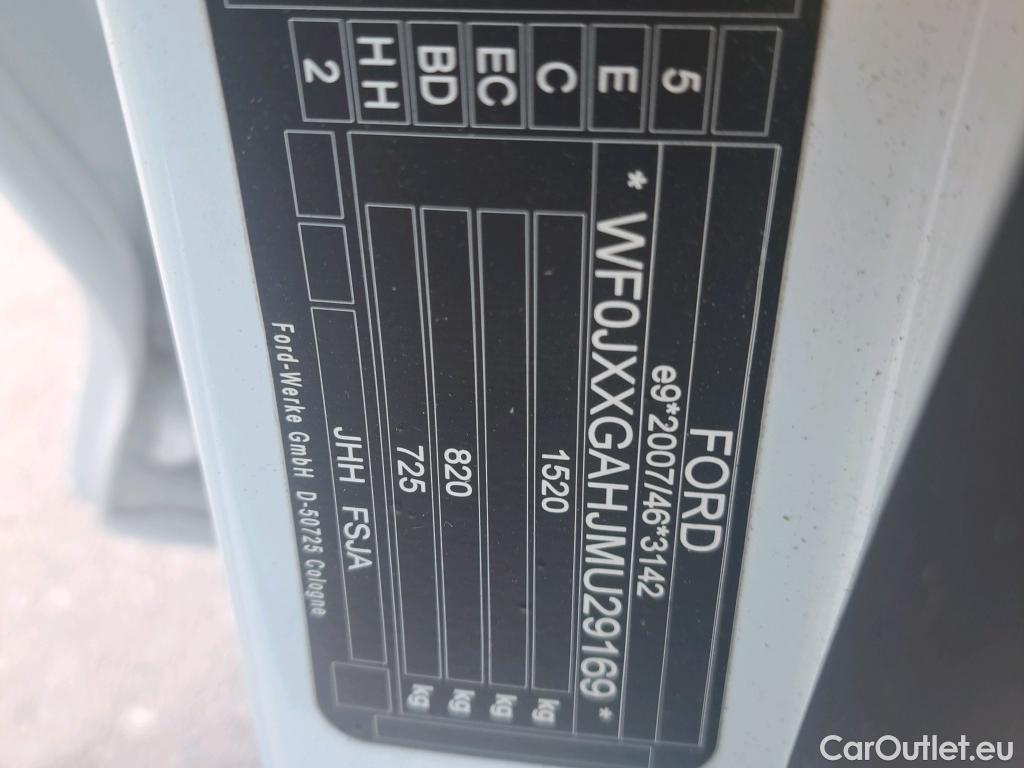 FORD
e9*2007/46*3142
* WF0JXXGAHJMU29169 *
1520 kg
kg
820 kg
725 kg
JHH FSJA
Ford-Werke GmbH D-50725 Cologne
5
E
C
EC
BD
H H
2
CarOutlet.eu